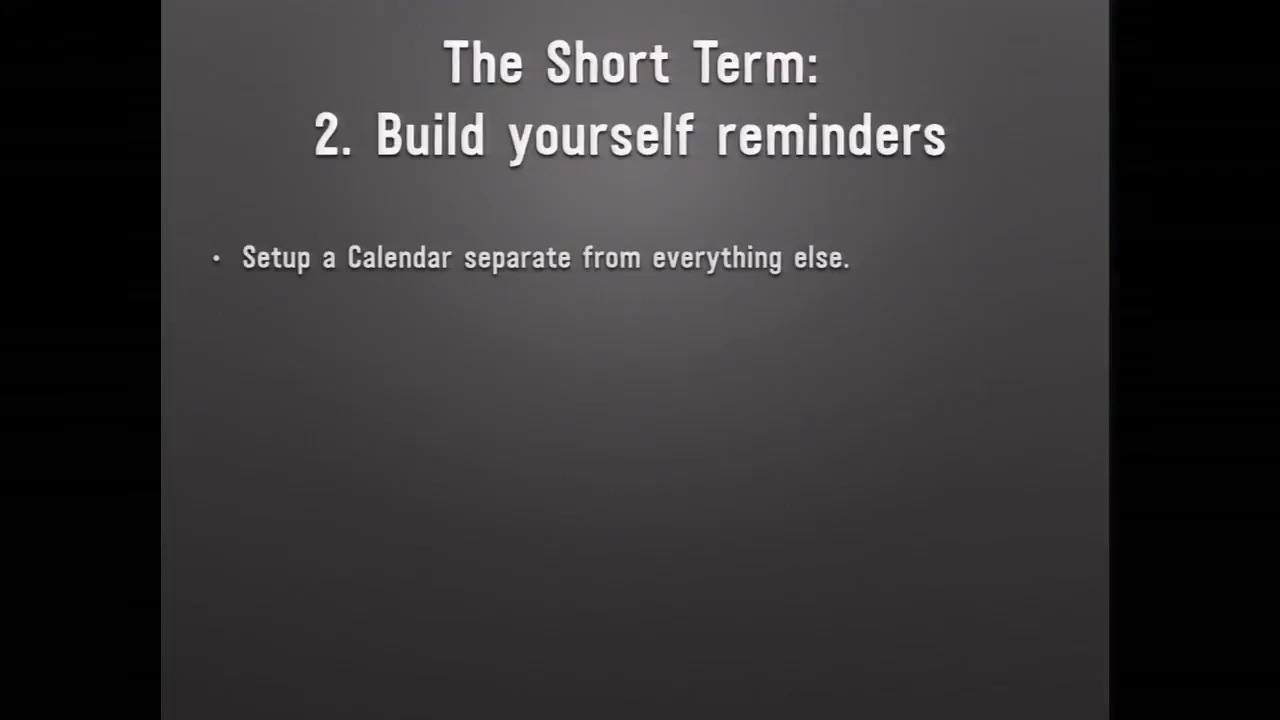 The Short Term:
2. Build yourself reminders
• Setup a Calendar separate from everything else.